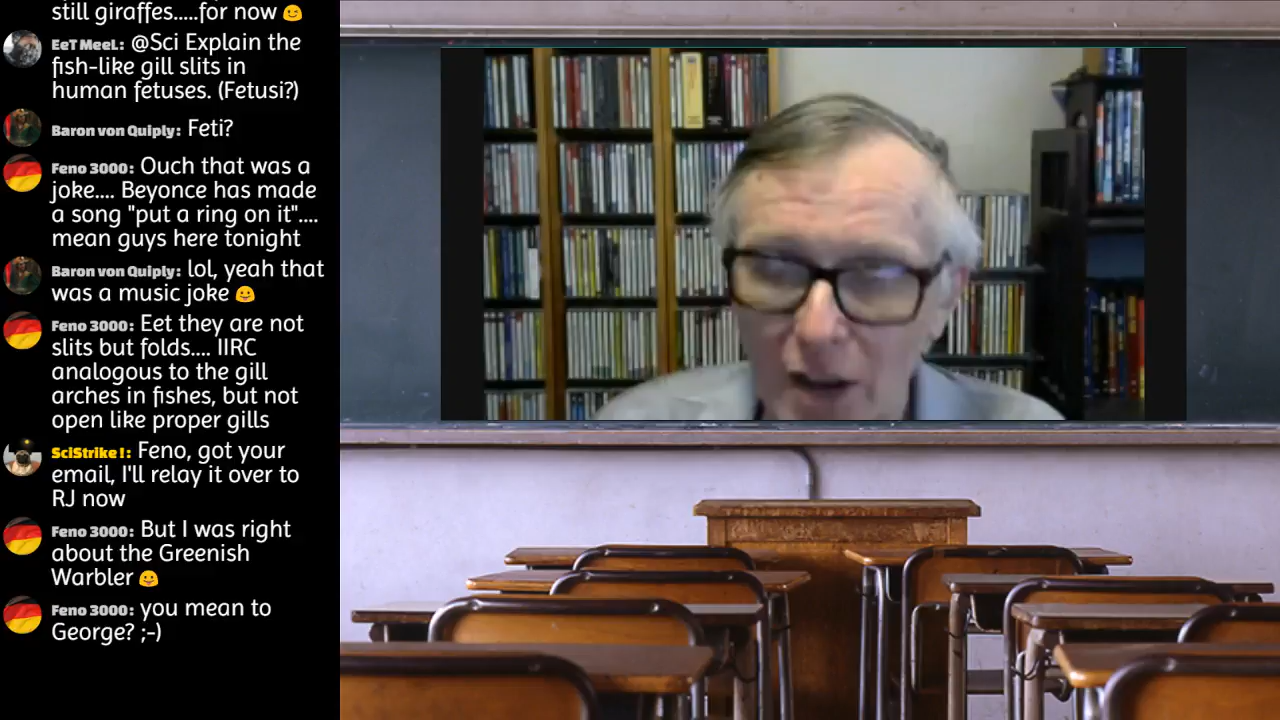 still giraffes.....for now
EeT MeeL: @Sci Explain the
fish-like gill slits in
human fetuses. (Fetusi?)
Baron von Quiply: Feti?
Feno 3000: Ouch that was a
joke.... Beyonce has made
a song "put a ring on it"....
mean guys here tonight
Baron von Quiply: lol, yeah that
was a music joke
Feno 3000: Eet they are not
slits but folds.... IIRC
analogous to the gill
arches in fishes, but not
open like proper gills
SciStrike!: Feno, got your
email, I'll relay it over to
RJ now
Feno 3000: But I was right
about the Greenish
Warbler
Feno 3000: you mean to
George? ;-)